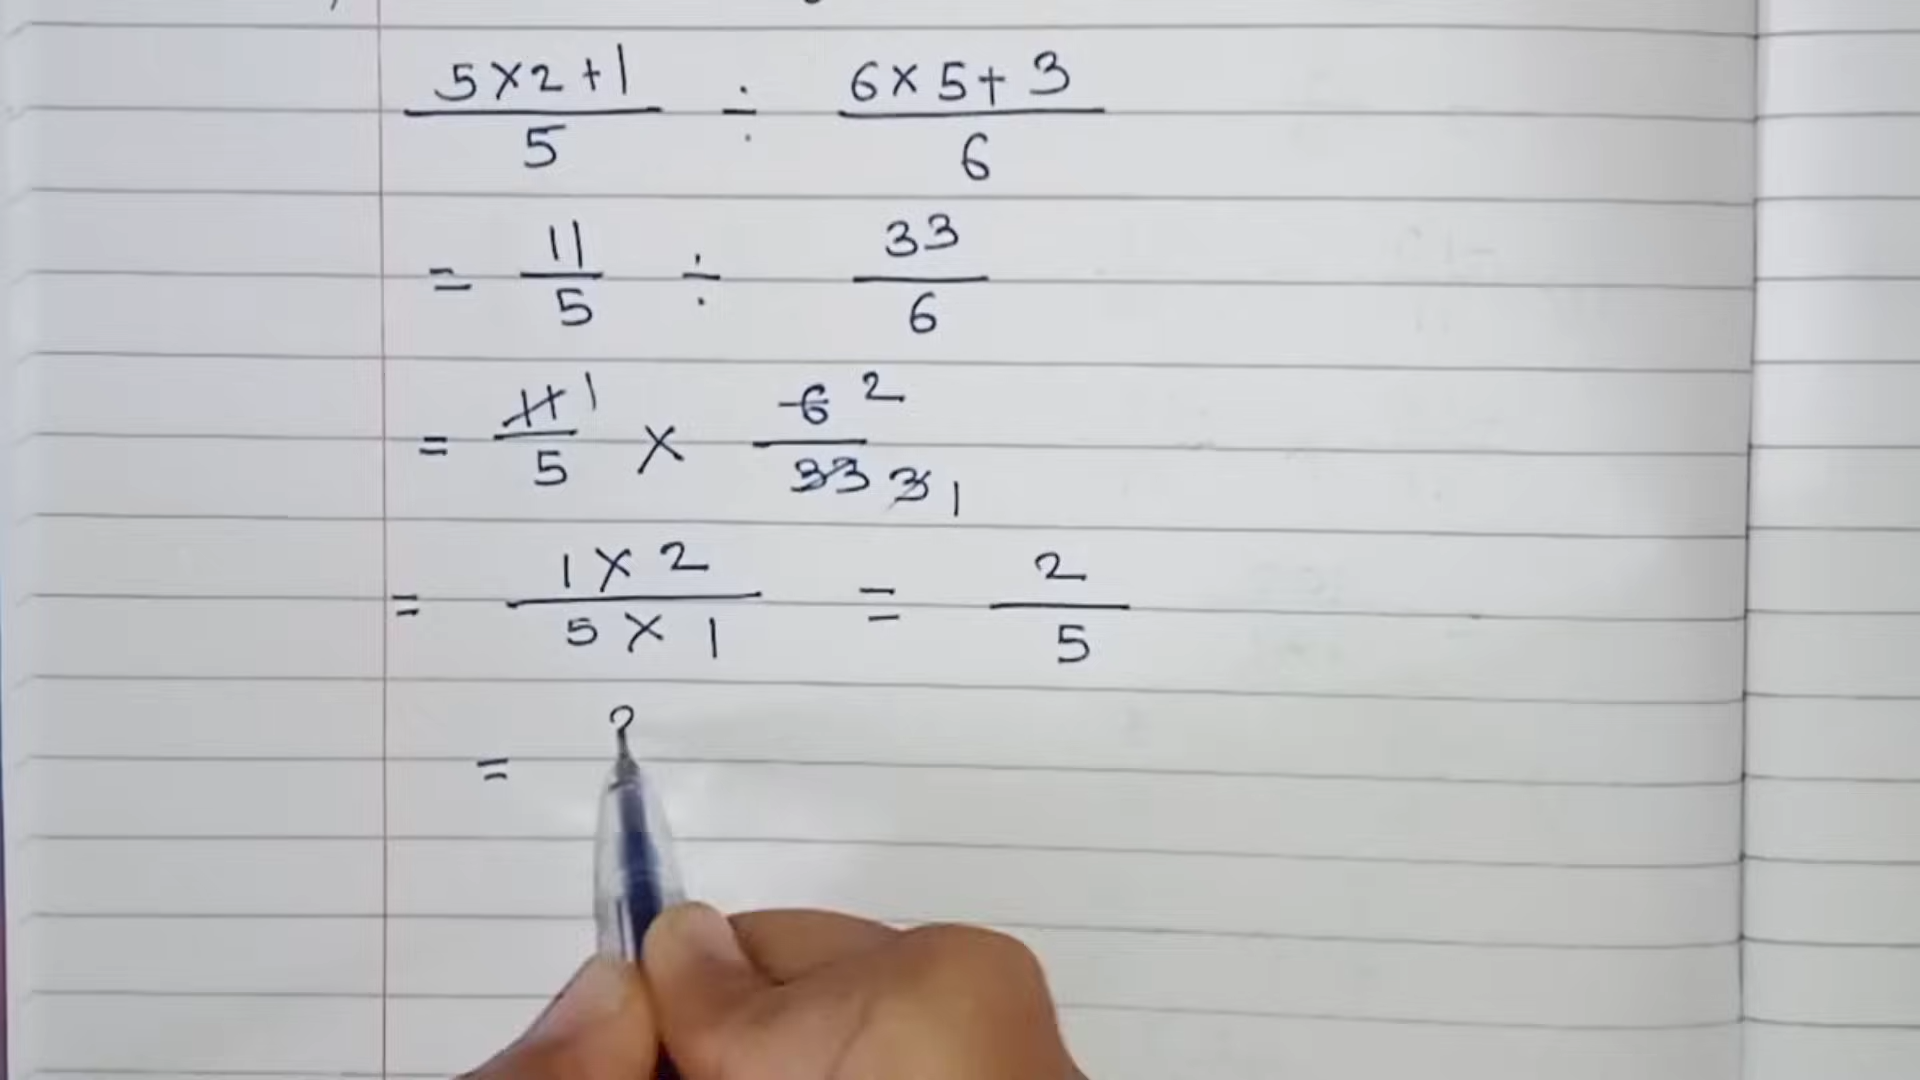 5×2+1/5 ÷ 6×5+3/6
= 11/5 ÷ 33/6
= 11 1/5 × 6 2/33 3 1
= 1×2/5×1 = 2/5
= 2